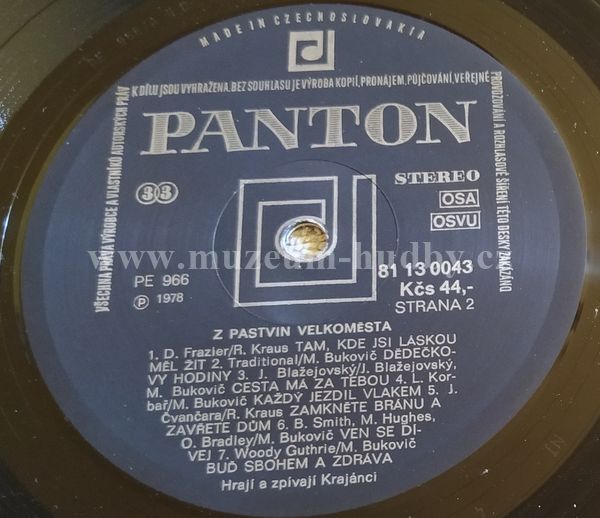 MADE IN CZECHOSLOVAKIA
VŠECHNA PRÁVA VÝROBCE A VLASTNÍKŮ AUTORSKÝCH PRÁV
K DÍLU JSOU VYHRAŽENA. BEZ SOUHLASU JE VÝROBA KOPIÍ, PRONÁJEM, PŮJČOVÁNÍ, VEŘEJNÉ
PROVOZOVÁNÍ A ROZHLASOVÉ ŠÍŘENÍ TÉTO DESKY ZAKÁZÁNO
PANTON
33
STEREO
OSA
OSVU
www.muzeum-hudby.cz
PE 966
Ⓟ 1978
81 13 0043
Kčs 44,-
STRANA 2
Z PASTVIN VELKOMĚSTA
1. D. Frazier/R. Kraus TAM, KDE JSI LÁSKOU
MĚL ŽÍT 2. Traditional/M. Bukovič DĚDEČKO-
VY HODINY 3. J. Blažejovský/J. Blažejovský,
M. Bukovič CESTA MÁ ZA TĚBOU 4. L. Kor-
bař/M. Bukovič KAŽDÝ JEZDIL VLAKEM 5. J.
Čvančara/R. Kraus ZAMKNĚTE BRÁNU A
ZAVŘETE DŮM 6. B. Smith, M. Hughes,
O. Bradley/M. Bukovič VEN SE DI-
VEJ 7. Woody Guthrie/M. Bukovič
BUĎ SBOHEM A ZDRÁVA
Hrají a zpívají Krajánci